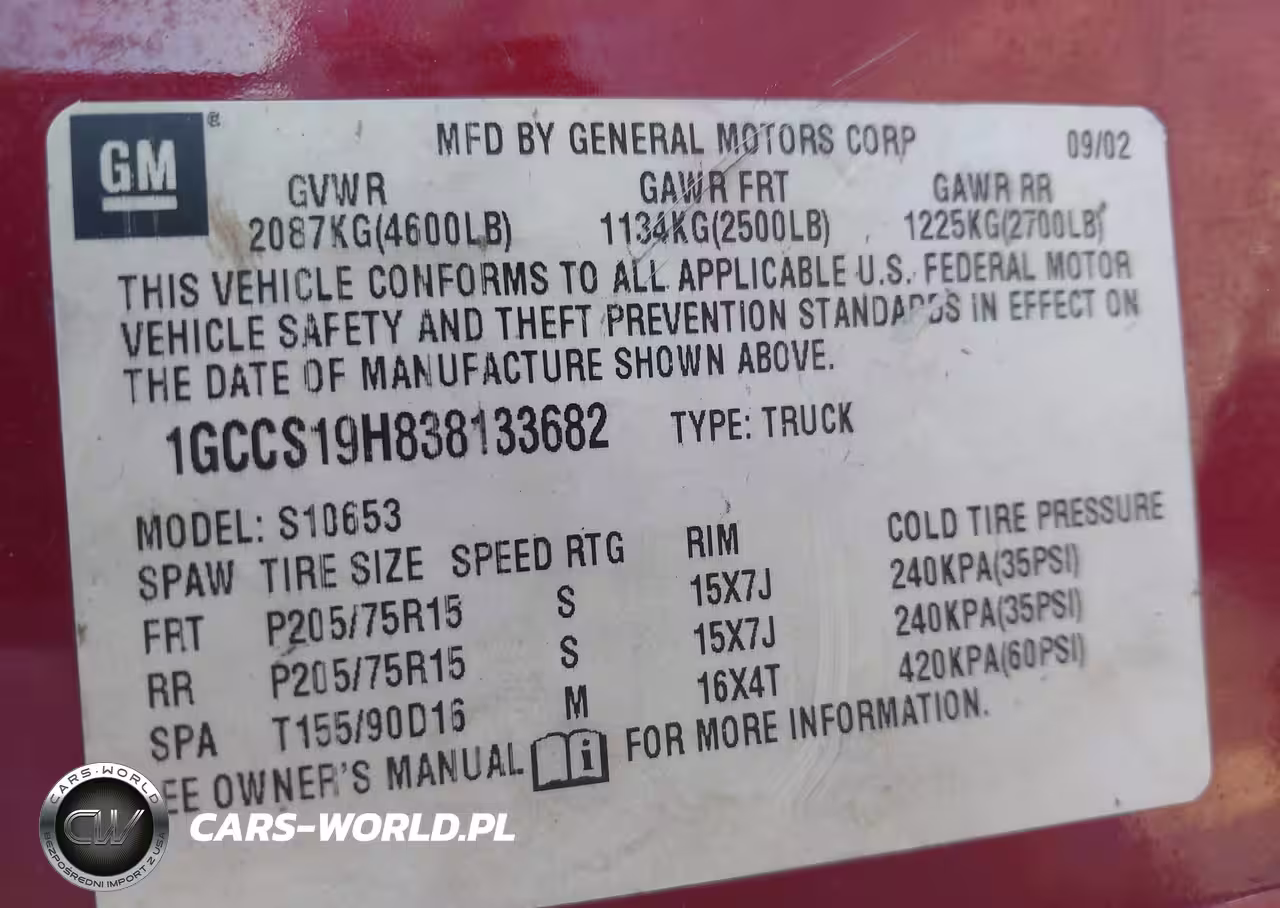 GM ®
MFD BY GENERAL MOTORS CORP 09/02
GVWR GAWR FRT GAWR RR
2087KG(4600LB) 1134KG(2500LB) 1225KG(2700LB)
THIS VEHICLE CONFORMS TO ALL APPLICABLE U.S. FEDERAL MOTOR
VEHICLE SAFETY AND THEFT PREVENTION STANDARDS IN EFFECT ON
THE DATE OF MANUFACTURE SHOWN ABOVE.
1GCCS19H838133682 TYPE: TRUCK
MODEL: S10653
SPAW TIRE SIZE SPEED RTG RIM COLD TIRE PRESSURE
FRT P205/75R15 S 15X7J 240KPA(35PSI)
RR P205/75R15 S 15X7J 240KPA(35PSI)
SPA T155/90D16 M 16X4T 420KPA(60PSI)
EE OWNER'S MANUAL i FOR MORE INFORMATION.
CARS-WORLD
CW
BEZPOŚREDNI IMPORT Z USA
CARS-WORLD.PL